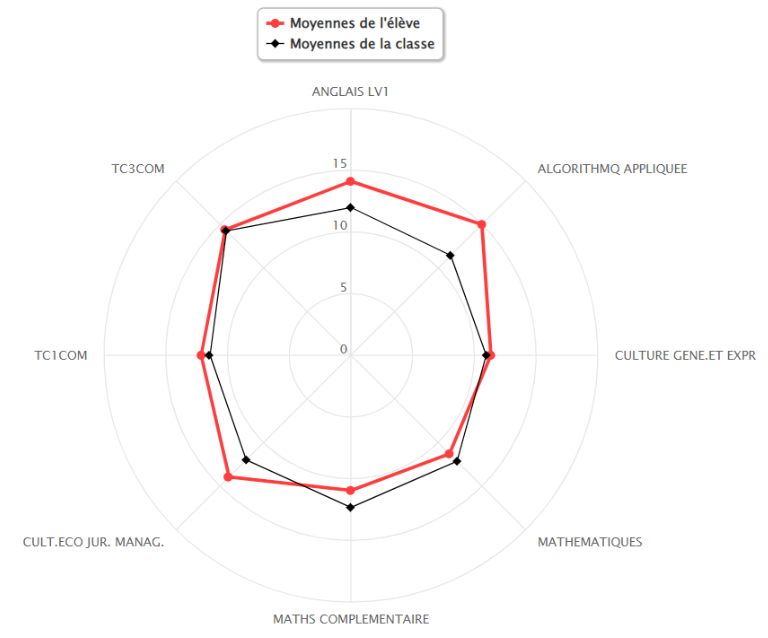 Moyennes de l'élève
Moyennes de la classe
ANGLAIS LV1
TC3COM
15
ALGORITHMQ APPLIQUEE
10
5
TC1COM
0
CULTURE GENE.ET EXPR
CULT.ECO JUR. MANAG.
MATHEMATIQUES
MATHS COMPLEMENTAIRE